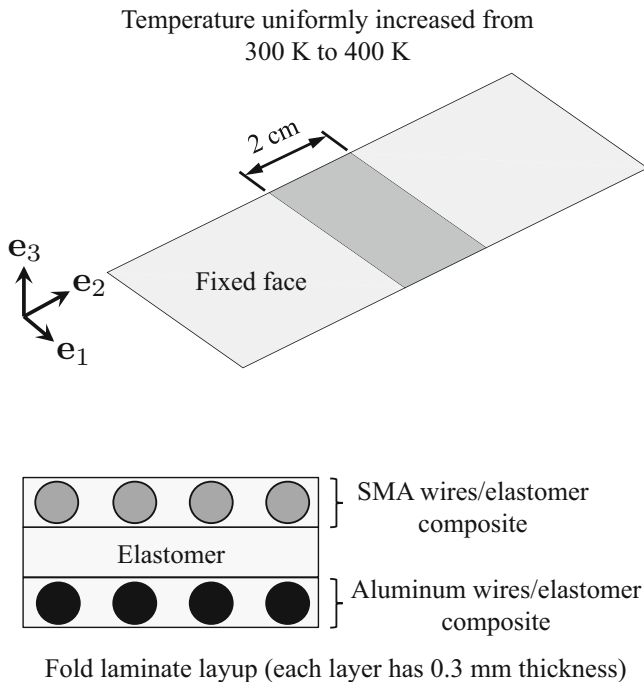 Temperature uniformly increased from
300 K to 400 K
2 cm
e3
e2
e1
Fixed face
SMA wires/elastomer
composite
Elastomer
Aluminum wires/elastomer
composite
Fold laminate layup (each layer has 0.3 mm thickness)